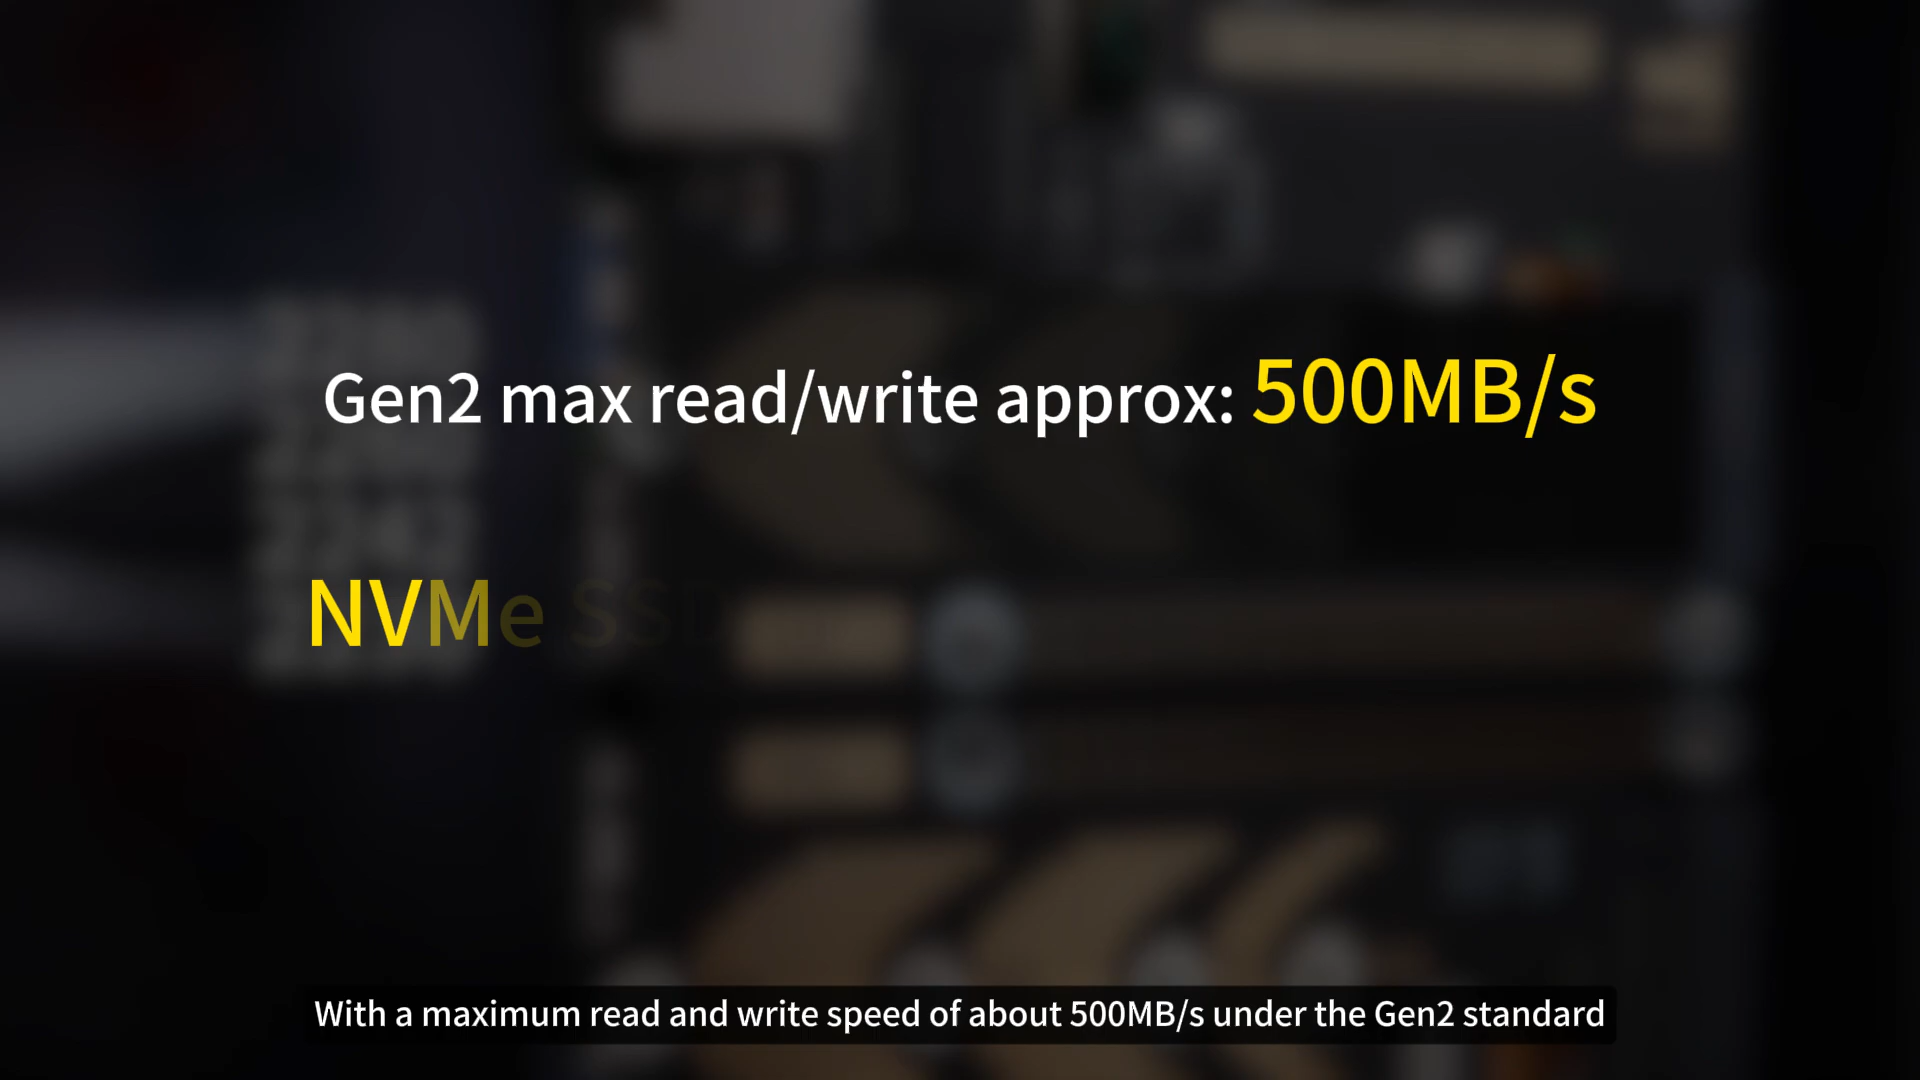 Gen2 max read/write approx: 500MB/s
NVMe SSD
With a maximum read and write speed of about 500MB/s under the Gen2 standard